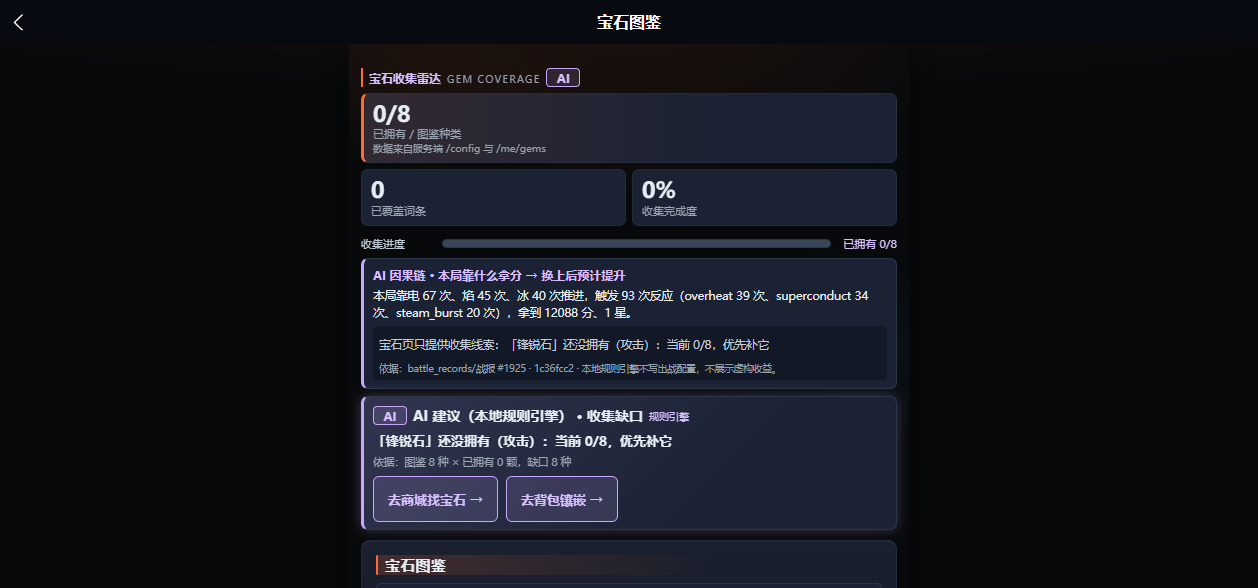 宝石图鉴
宝石收集雷达 GEM COVERAGE AI
0/8
已拥有 / 图鉴种类
数据来自服务端 /config 与 /me/gems
0
已覆盖词条
0%
收集完成度
收集进度 已拥有 0/8
AI 因果链 • 本局靠什么拿分 → 换上后预计提升
本局靠电 67 次、焰 45 次、冰 40 次推进，触发 93 次反应（overheat 39 次、superconduct 34
次、steam_burst 20 次），拿到 12088 分、1 星。
宝石页只提供收集线索：「锋锐石」还没拥有（攻击）：当前 0/8，优先补它
依据：battle_records/战报 #1925 · 1c36fcc2 · 本地规则引擎不写出战配置，不展示虚构收益。
AI AI 建议（本地规则引擎） • 收集缺口 规则引擎
「锋锐石」还没拥有（攻击）：当前 0/8，优先补它
依据：图鉴 8 种 × 已拥有 0 颗，缺口 8 种
去商城找宝石 →
去背包镶嵌 →
宝石图鉴